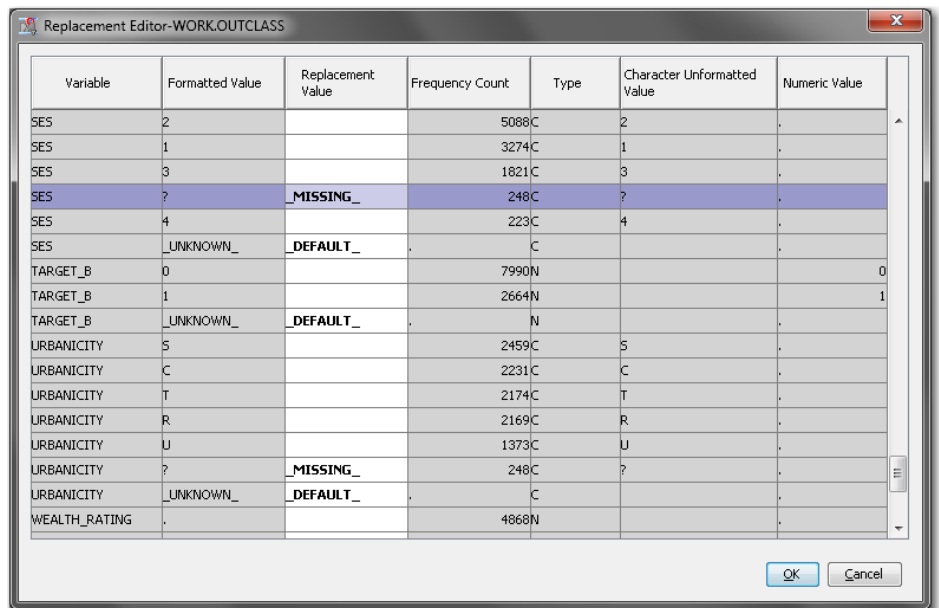 Replacement Editor-WORK.OUTCLASS
Variable Formatted Value Replacement Value Frequency Count Type Character Unformatted Value Numeric Value
SES 2 5088 C 2 .
SES 1 3274 C 1 .
SES 3 1821 C 3 .
SES ? _MISSING_ 248 C ? .
SES 4 223 C 4 .
SES _UNKNOWN_ _DEFAULT_ . C .
TARGET_B 0 7990 N 0
TARGET_B 1 2664 N 1
TARGET_B _UNKNOWN_ _DEFAULT_ . N .
URBANICITY S 2459 C S .
URBANICITY C 2231 C C .
URBANICITY T 2174 C T .
URBANICITY R 2169 C R .
URBANICITY U 1373 C U .
URBANICITY ? _MISSING_ 248 C ? .
URBANICITY _UNKNOWN_ _DEFAULT_ . C .
WEALTH_RATING . 4868 N .
OK Cancel